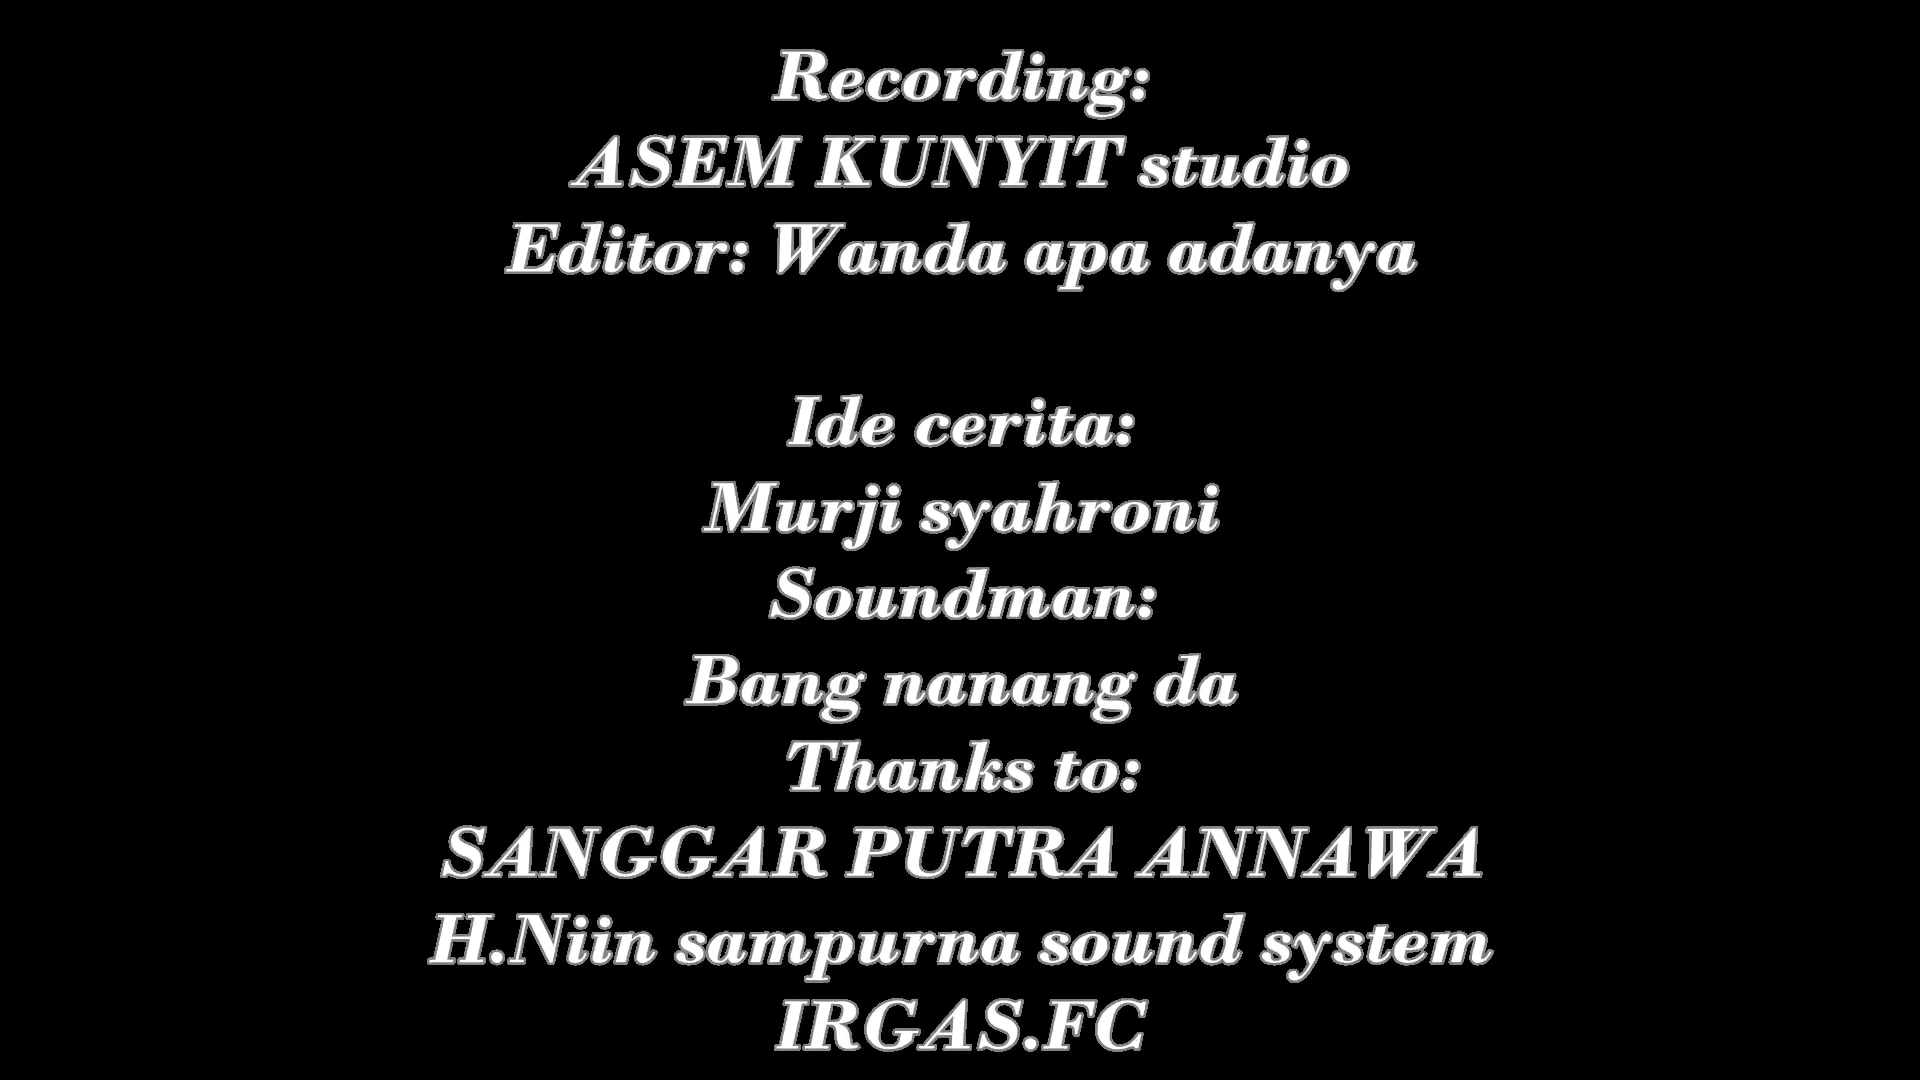 Recording:
ASEM KUNYIT studio
Editor: Wanda apa adanya
Ide cerita:
Murji syahroni
Soundman:
Bang nanang da
Thanks to:
SANGGAR PUTRA ANNAWA
H.Niin sampurna sound system
IRGAS.FC